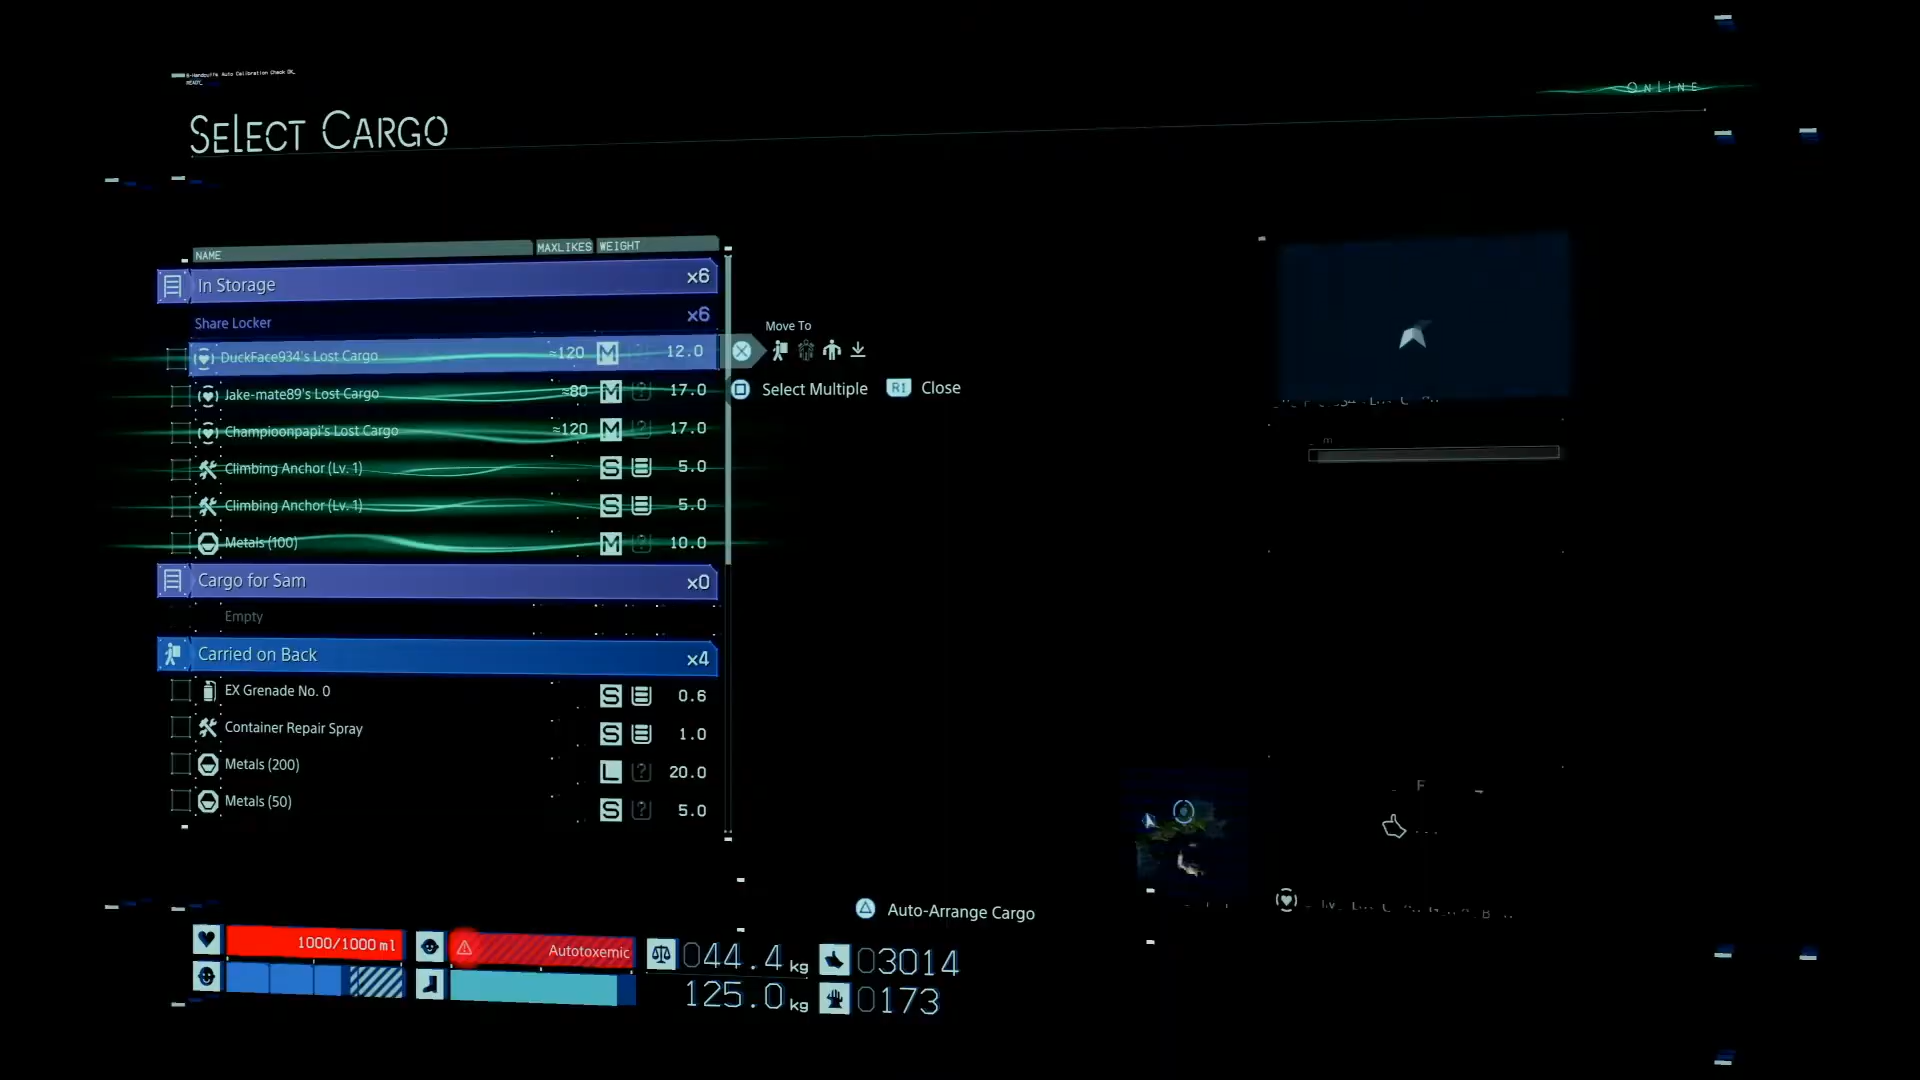 READY
ONLINE
SELECT CARGO
NAME MAXLIKES WEIGHT
In Storage x6
Share Locker x6
DuckFace934's Lost Cargo ≈120 M 12.0
Move To
Jake-mate89's Lost Cargo ≈80 M ? 17.0
Select Multiple R1 Close
Champioonpapi's Lost Cargo ≈120 M ? 17.0
Climbing Anchor (Lv. 1) S 5.0
Climbing Anchor (Lv. 1) S 5.0
Metals (100) M ? 10.0
Cargo for Sam x0
Empty
Carried on Back x4
EX Grenade No. 0 S 0.6
Container Repair Spray S 1.0
Metals (200) L ? 20.0
Metals (50) S ? 5.0
Auto-Arrange Cargo
1000/1000 ml
Autotoxemic
044.4 kg
03014
125.0 kg
0173